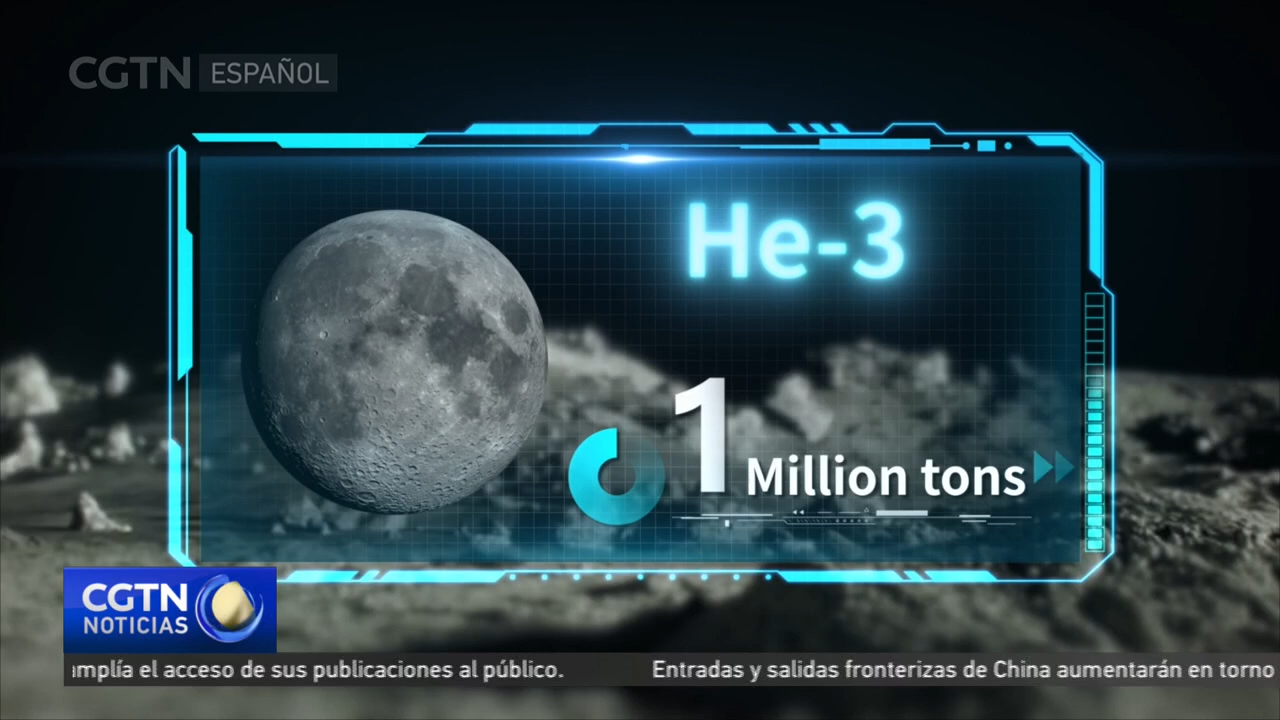 CGTN ESPAÑOL
He-3
1 Million tons
CGTN
NOTICIAS
amplía el acceso de sus publicaciones al público. Entradas y salidas fronterizas de China aumentarán en torno